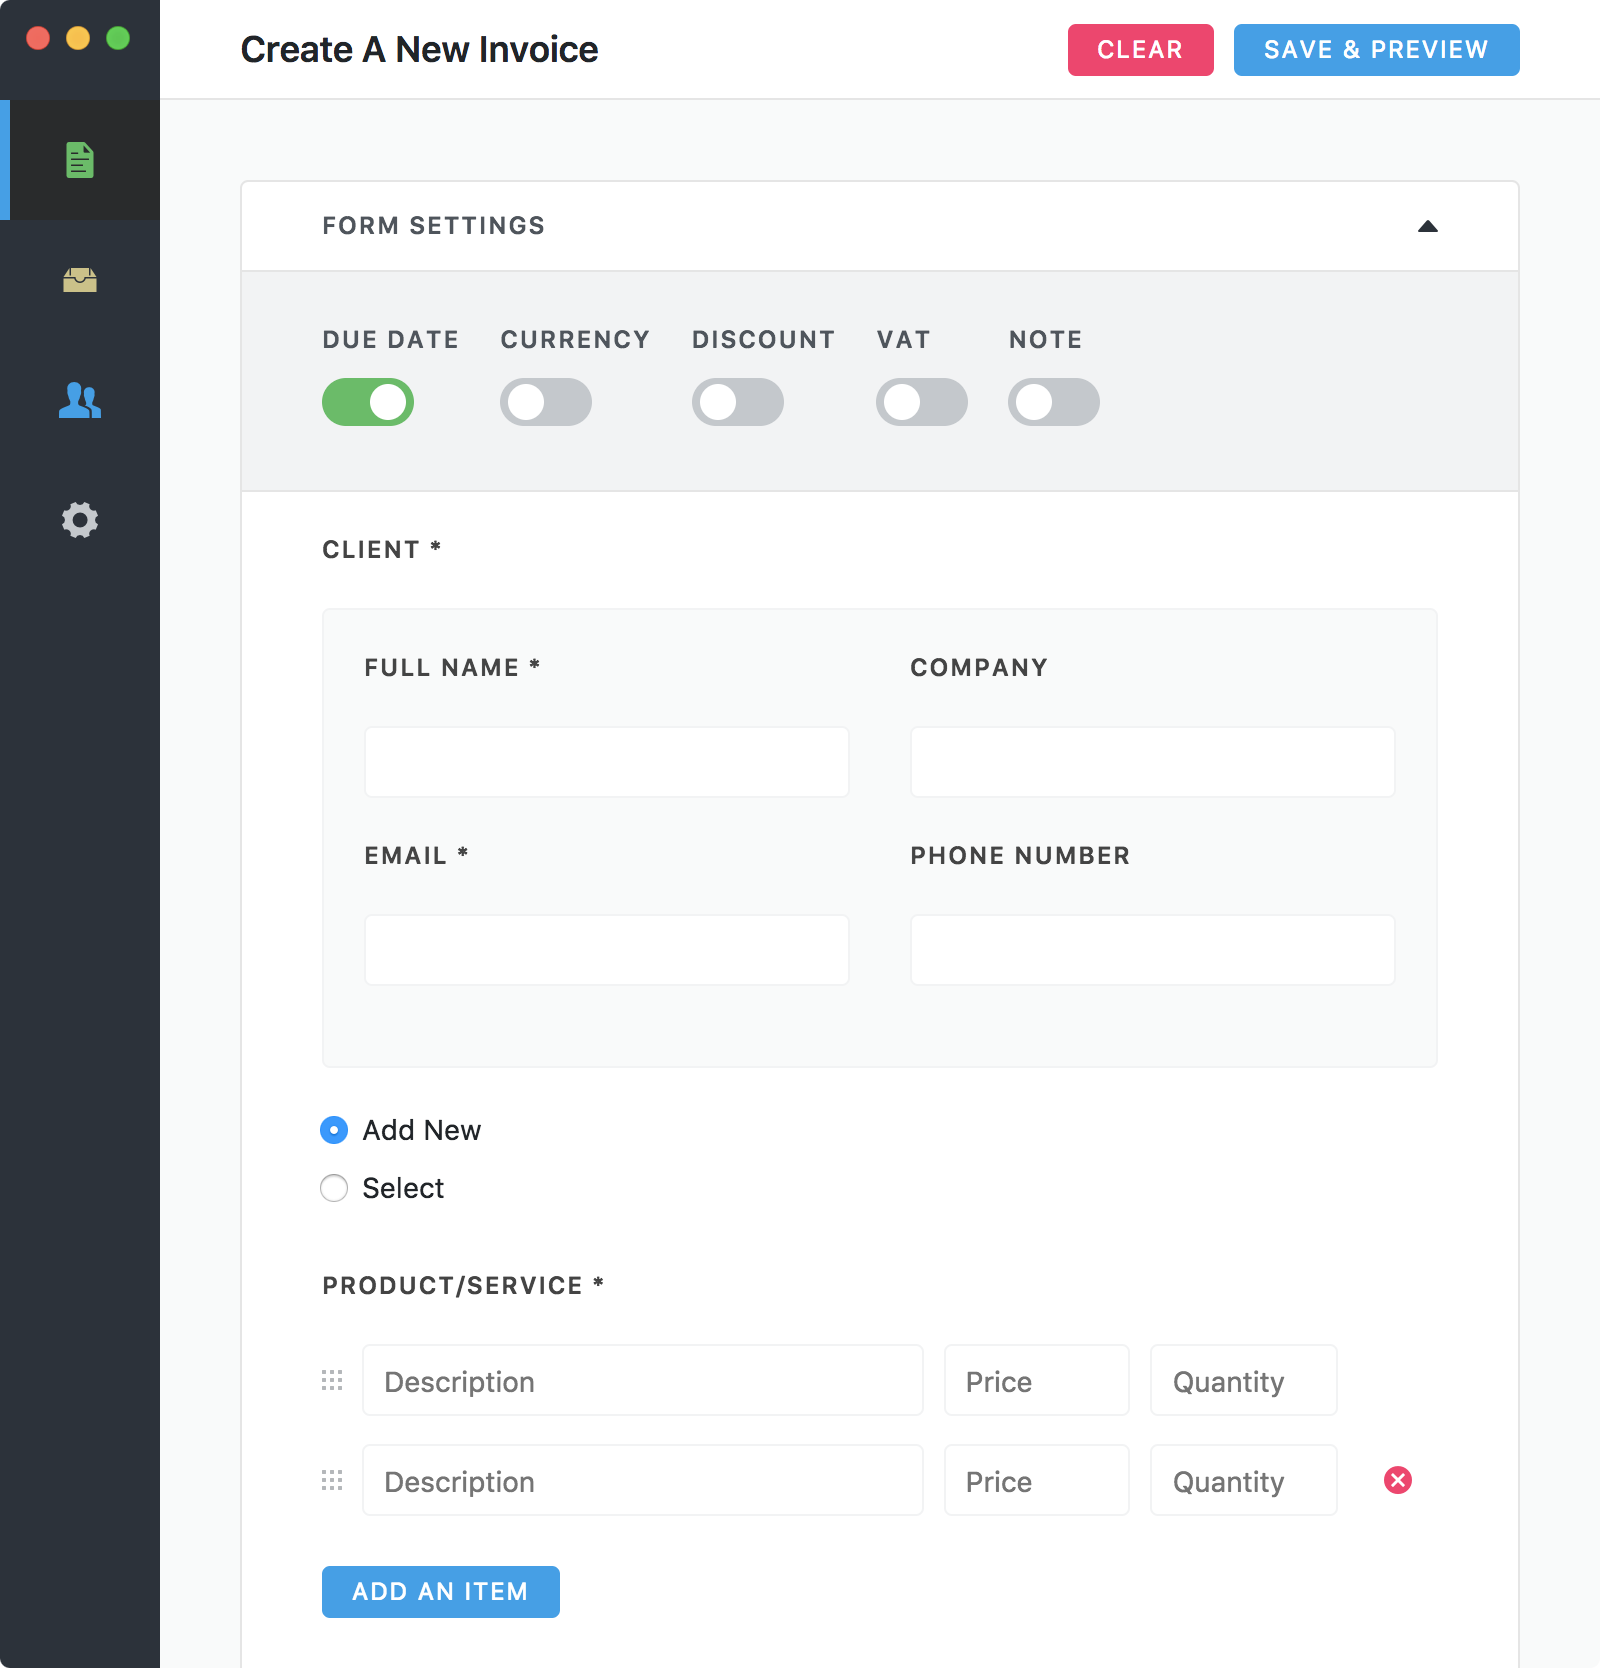 Create A New Invoice
CLEAR
SAVE & PREVIEW
FORM SETTINGS
DUE DATE CURRENCY DISCOUNT VAT NOTE
CLIENT *
FULL NAME * COMPANY
EMAIL * PHONE NUMBER
Add New
Select
PRODUCT/SERVICE *
Description Price Quantity
Description Price Quantity
ADD AN ITEM